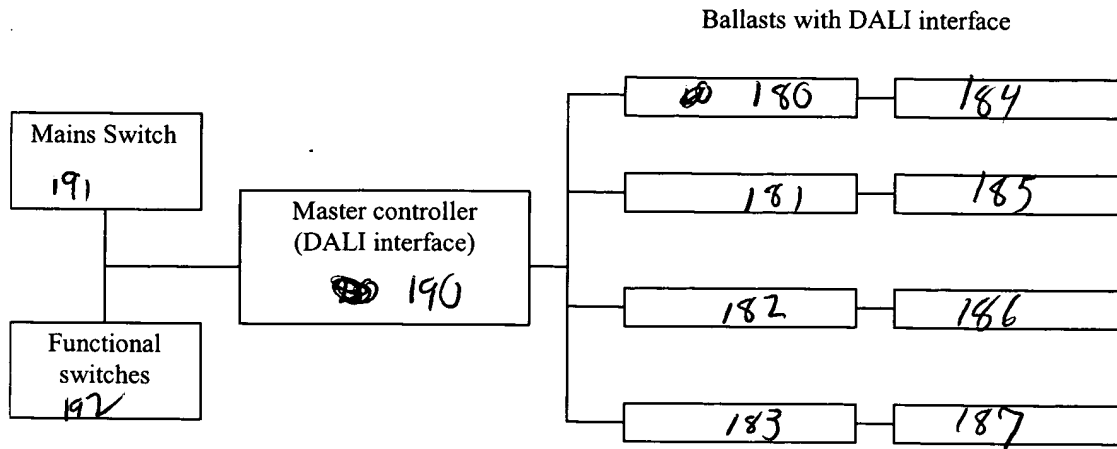 Ballasts with DALI interface
180
184
Mains Switch
191
181
185
Master controller
(DALI interface)
190
182
186
Functional
switches
192
183
187